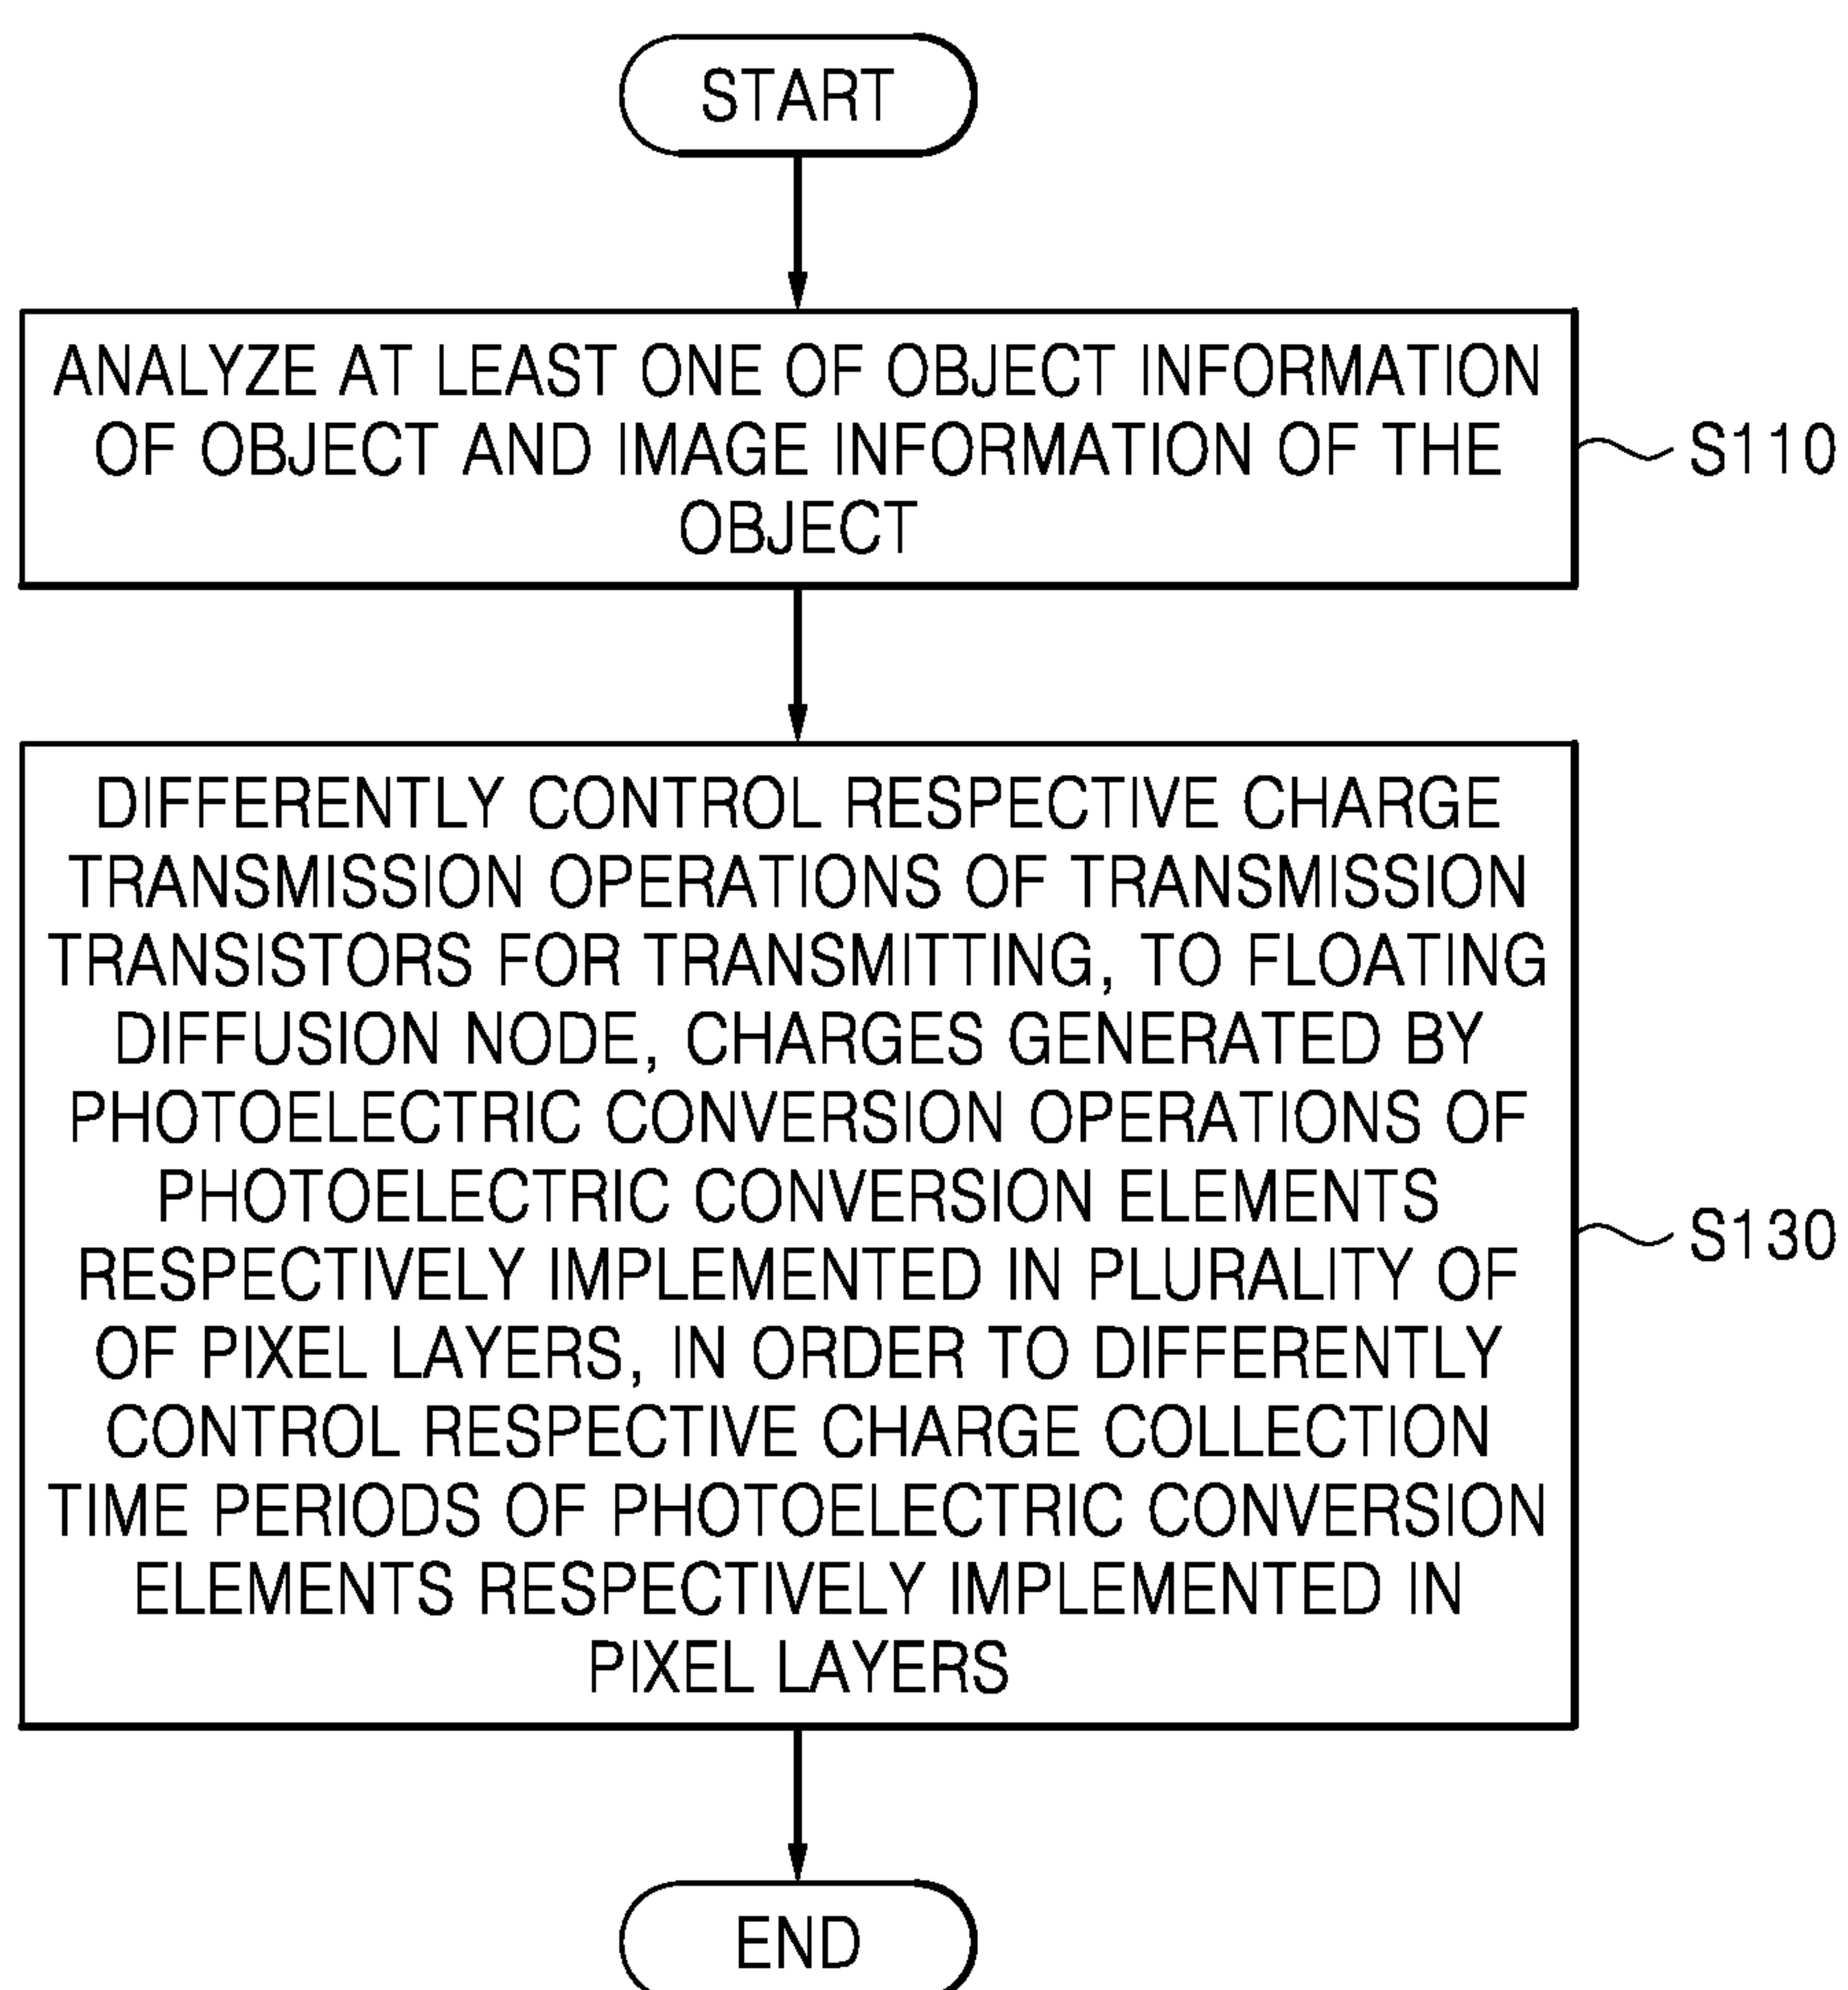 START
ANALYZE AT LEAST ONE OF OBJECT INFORMATION
OF OBJECT AND IMAGE INFORMATION OF THE
OBJECT
S110
DIFFERENTLY CONTROL RESPECTIVE CHARGE
TRANSMISSION OPERATIONS OF TRANSMISSION
TRANSISTORS FOR TRANSMITTING, TO FLOATING
DIFFUSION NODE, CHARGES GENERATED BY
PHOTOELECTRIC CONVERSION OPERATIONS OF
PHOTOELECTRIC CONVERSION ELEMENTS
RESPECTIVELY IMPLEMENTED IN PLURALITY OF
OF PIXEL LAYERS, IN ORDER TO DIFFERENTLY
CONTROL RESPECTIVE CHARGE COLLECTION
TIME PERIODS OF PHOTOELECTRIC CONVERSION
ELEMENTS RESPECTIVELY IMPLEMENTED IN
PIXEL LAYERS
S130
END